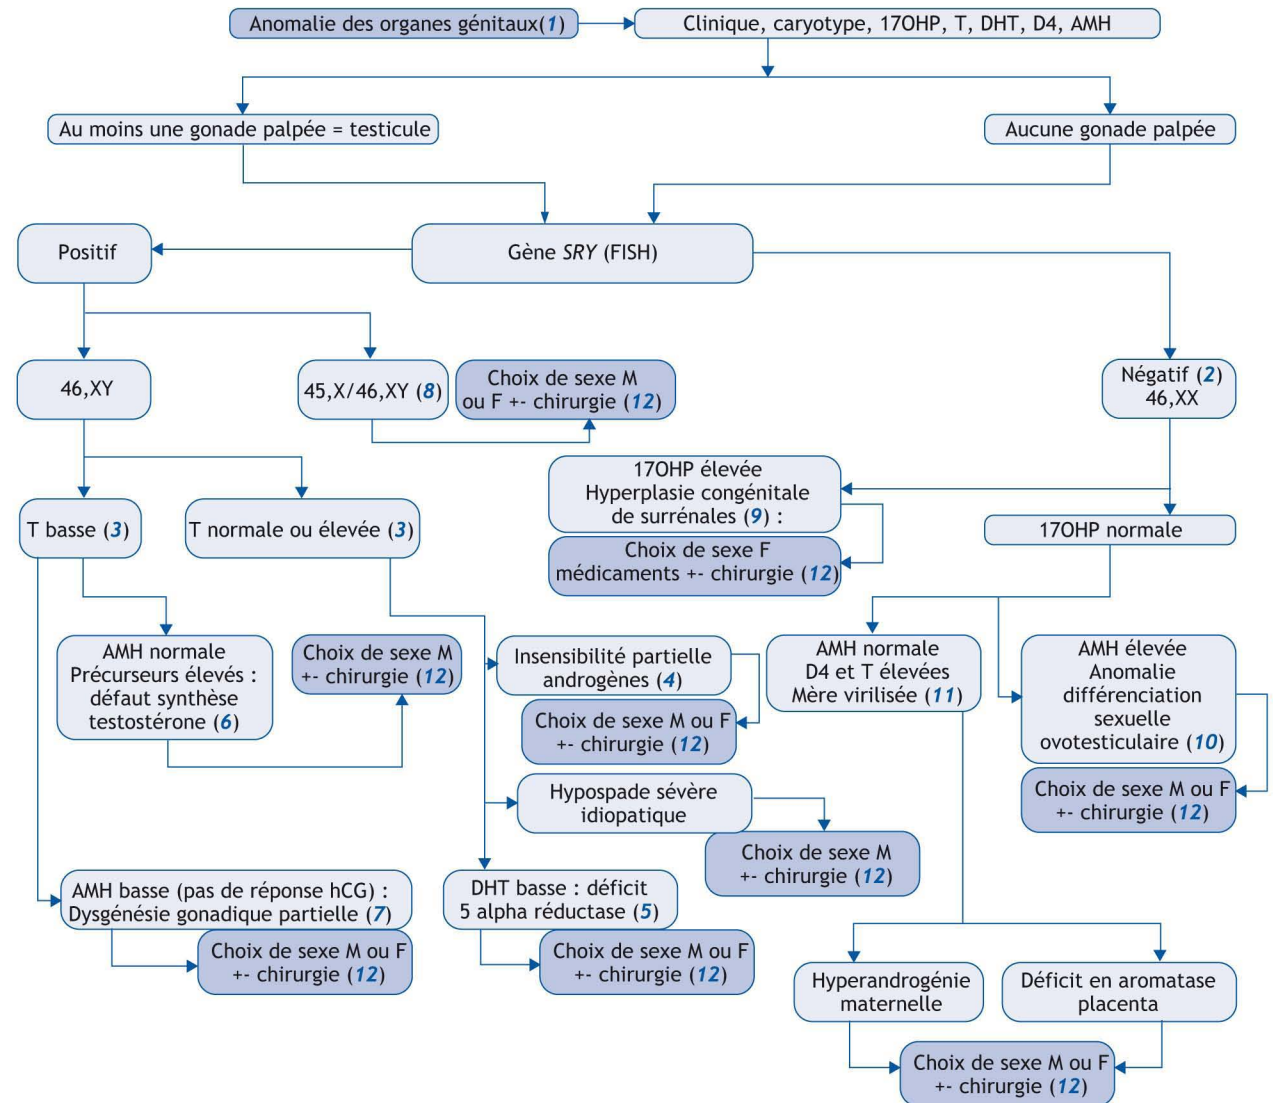 Anomalie des organes génitaux(1)
Clinique, caryotype, 17OHP, T, DHT, D4, AMH
Au moins une gonade palpée = testicule
Aucune gonade palpée
Positif
Gène SRY (FISH)
46,XY
45,X/46,XY (8)
Choix de sexe M
ou F +- chirurgie (12)
Négatif (2)
46,XX
17OHP élevée
Hyperplasie congénitale
de surrénales (9) :
Choix de sexe F
médicaments +- chirurgie (12)
17OHP normale
T basse (3)
T normale ou élevée (3)
AMH normale
Précurseurs élevés :
défaut synthèse
testostérone (6)
Choix de sexe M
+- chirurgie (12)
Insensibilité partielle
androgènes (4)
Choix de sexe M ou F
+- chirurgie (12)
AMH normale
D4 et T élevées
Mère virilisée (11)
AMH élevée
Anomalie
différenciation
sexuelle
ovotesticulaire (10)
Choix de sexe M ou F
+- chirurgie (12)
Hypospade sévère
idiopatique
Choix de sexe M
+- chirurgie (12)
AMH basse (pas de réponse hCG) :
Dysgénésie gonadique partielle (7)
Choix de sexe M ou F
+- chirurgie (12)
DHT basse : déficit
5 alpha réductase (5)
Choix de sexe M ou F
+- chirurgie (12)
Hyperandrogénie
maternelle
Déficit en aromatase
placenta
Choix de sexe M ou F
+- chirurgie (12)